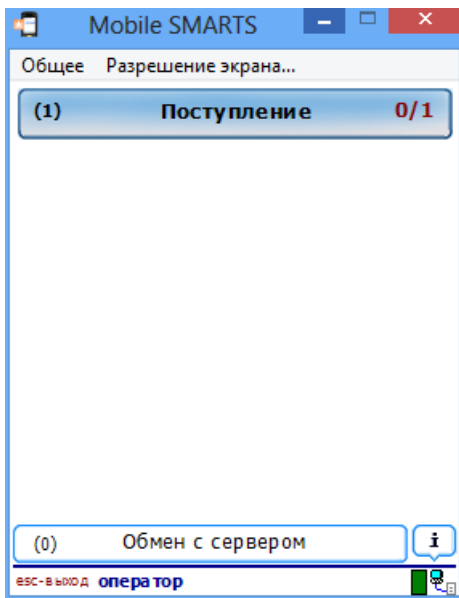 Mobile SMARTS
Общее Разрешение экрана...
(1) Поступление 0/1
(0) Обмен с сервером i
esc-выход оператор